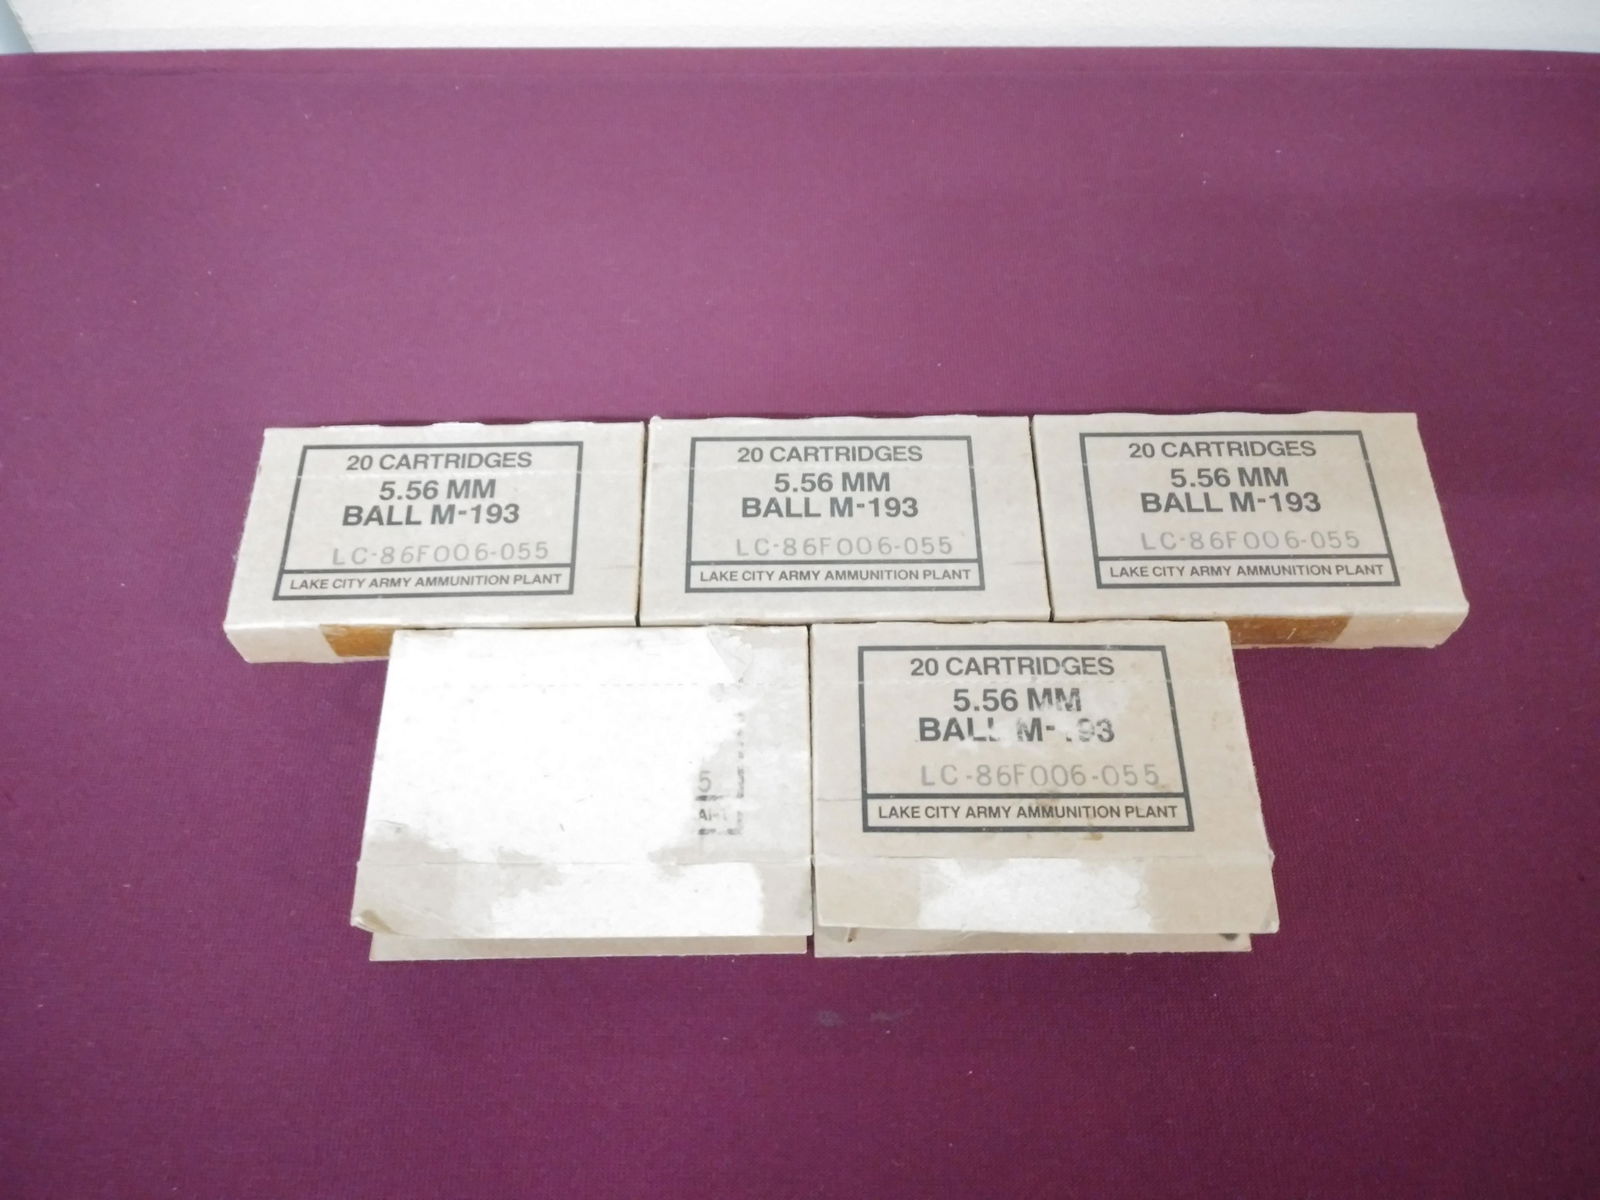 20 CARTRIDGES
5.56 MM
BALL M-193
LC-86F006-055
LAKE CITY ARMY AMMUNITION PLANT
20 CARTRIDGES
5.56 MM
BALL M-193
LC-86F006-055
LAKE CITY ARMY AMMUNITION PLANT
20 CARTRIDGES
5.56 MM
BALL M-193
LC-86F006-055
LAKE CITY ARMY AMMUNITION PLANT
20 CARTRIDGES
5.56 MM
BALL M-193
LC-86F006-055
LAKE CITY ARMY AMMUNITION PLANT